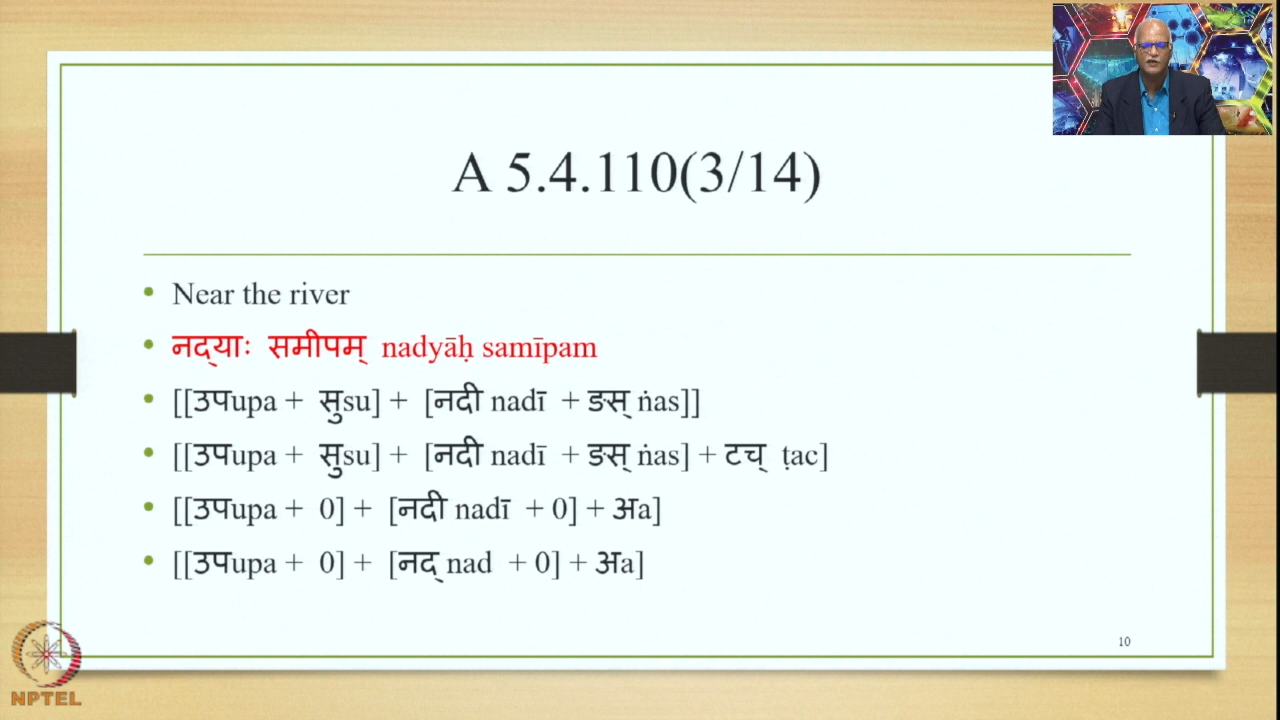 A 5.4.110(3/14)
Near the river
नद्याः समीपम् nadyāḥ samīpam
[[उपupa + सुsu] + [नदी nadī + ङस् ṅas]]
[[उपupa + सुsu] + [नदी nadī + ङस् ṅas] + टच् ṭac]
[[उपupa + 0] + [नदी nadī + 0] + अa]
[[उपupa + 0] + [नद् nad + 0] + अa]
10
NPTEL